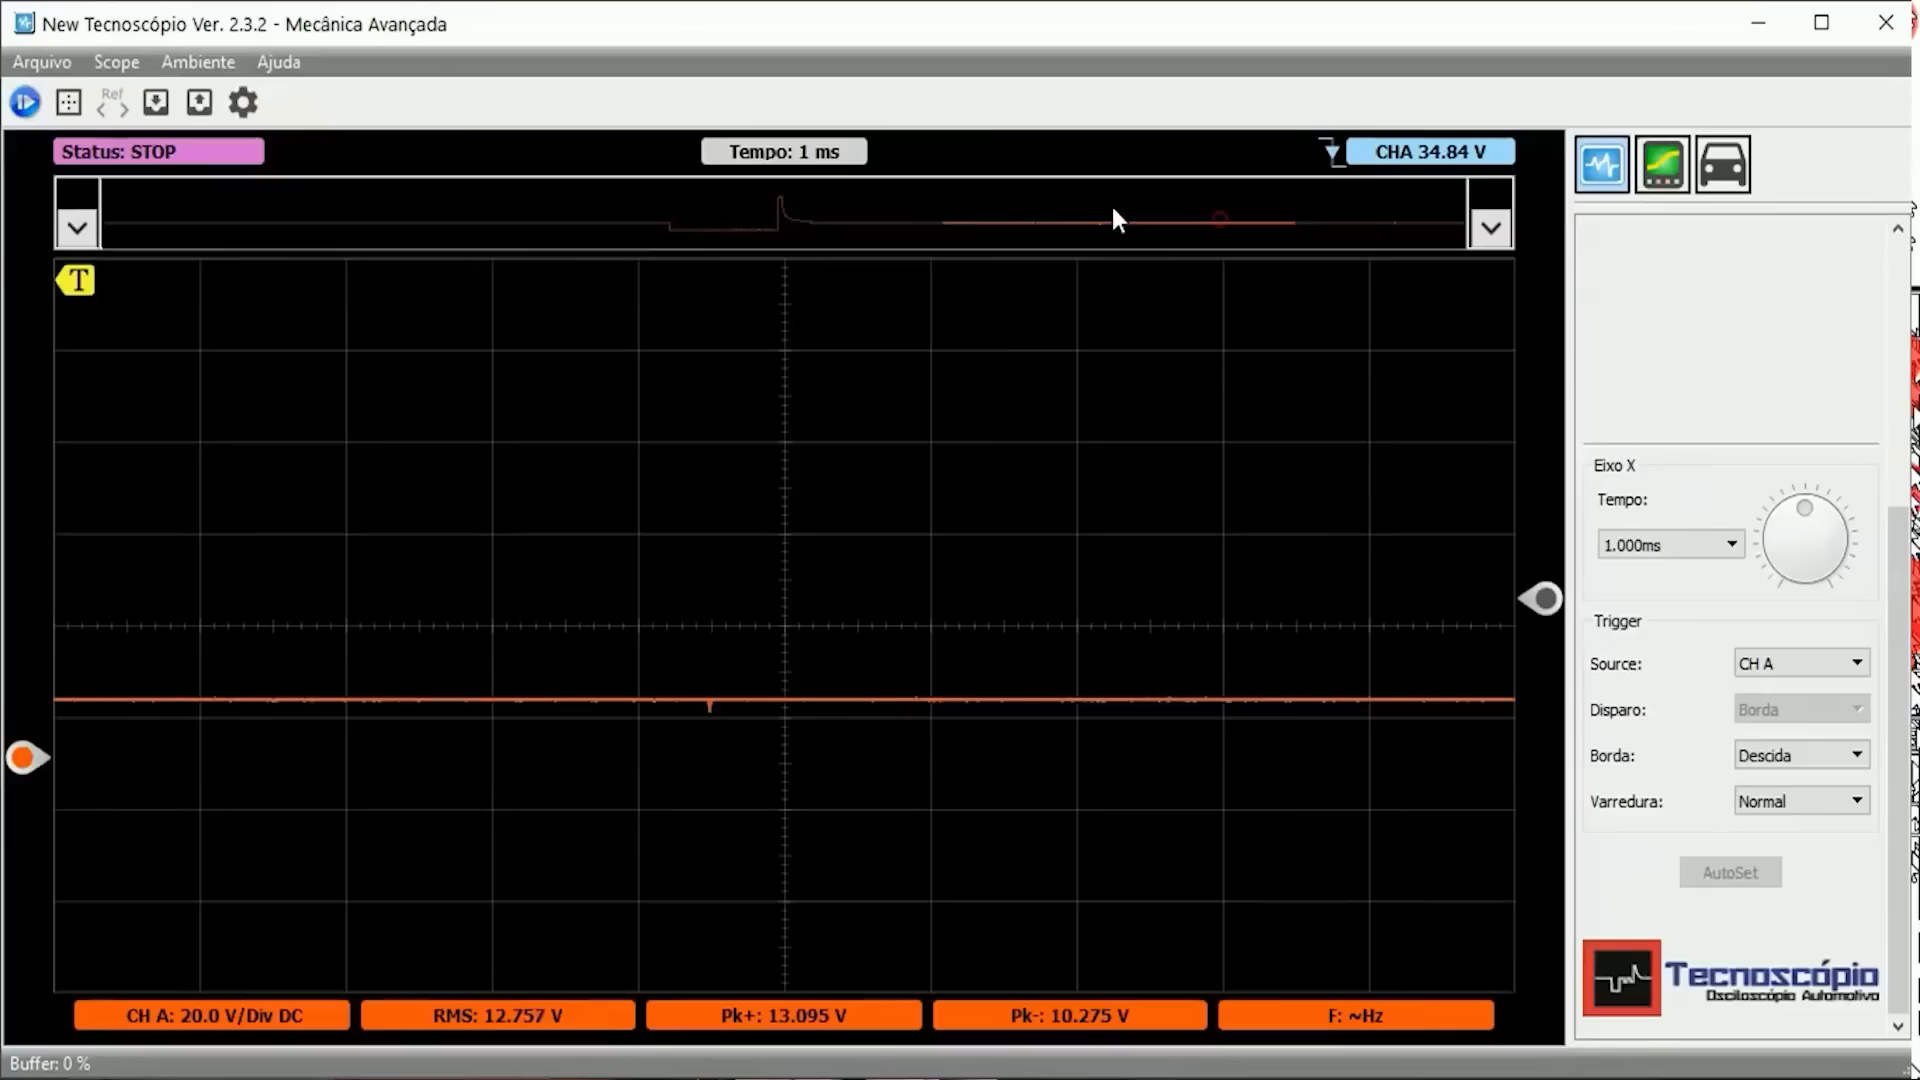 New Tecnoscópio Ver. 2.3.2 - Mecânica Avançada
Arquivo Scope Ambiente Ajuda
Ref
Status: STOP
Tempo: 1 ms
CHA 34.84 V
T
Eixo X
Tempo:
1.000ms
Trigger
Source: CH A
Disparo: Borda
Borda: Descida
Varredura: Normal
AutoSet
Tecnoscópio
Osciloscópio Automotivo
CH A: 20.0 V/Div DC
RMS: 12.757 V
Pk+: 13.095 V
Pk-: 10.275 V
F: ~Hz
Buffer: 0 %